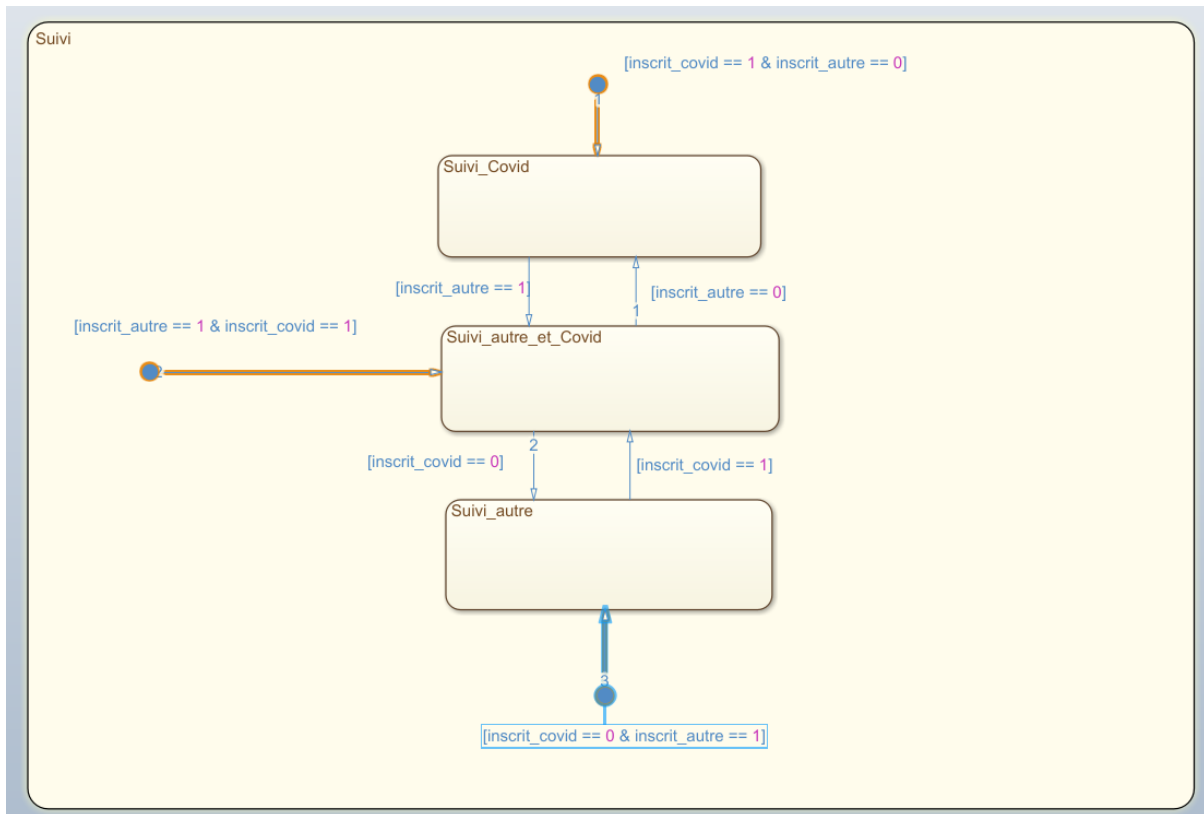 Suivi
[inscrit_covid == 1 & inscrit_autre == 0]
1
Suivi_Covid
[inscrit_autre == 1]
[inscrit_autre == 0]
1
[inscrit_autre == 1 & inscrit_covid == 1]
Suivi_autre_et_Covid
2
2
[inscrit_covid == 0]
[inscrit_covid == 1]
Suivi_autre
3
[inscrit_covid == 0 & inscrit_autre == 1]